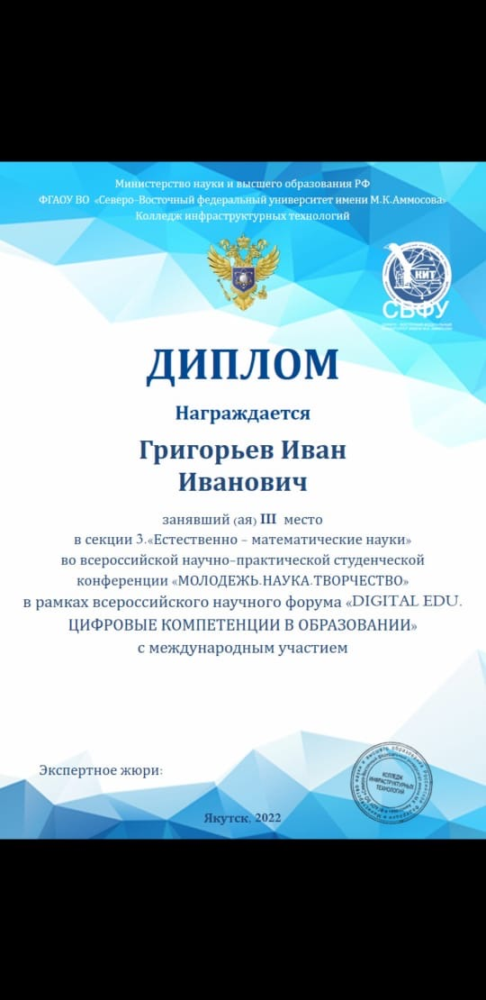 Министерство науки и высшего образования РФ
ФГАОУ ВО «Северо-Восточный федеральный университет имени М.К.Аммосова»
Колледж инфраструктурных технологий
КИТ
СВФУ
ДИПЛОМ
Награждается
Григорьев Иван
Иванович
занявший (ая) III место
в секции 3.«Естественно – математические науки»
во всероссийской научно-практической студенческой
конференции «МОЛОДЕЖЬ.НАУКА.ТВОРЧЕСТВО»
в рамках всероссийского научного форума «DIGITAL EDU.
ЦИФРОВЫЕ КОМПЕТЕНЦИИ В ОБРАЗОВАНИИ»
с международным участием
Экспертное жюри:
КОЛЛЕДЖ
ИНФРАСТРУКТУРНЫХ
ТЕХНОЛОГИЙ
Якутск, 2022